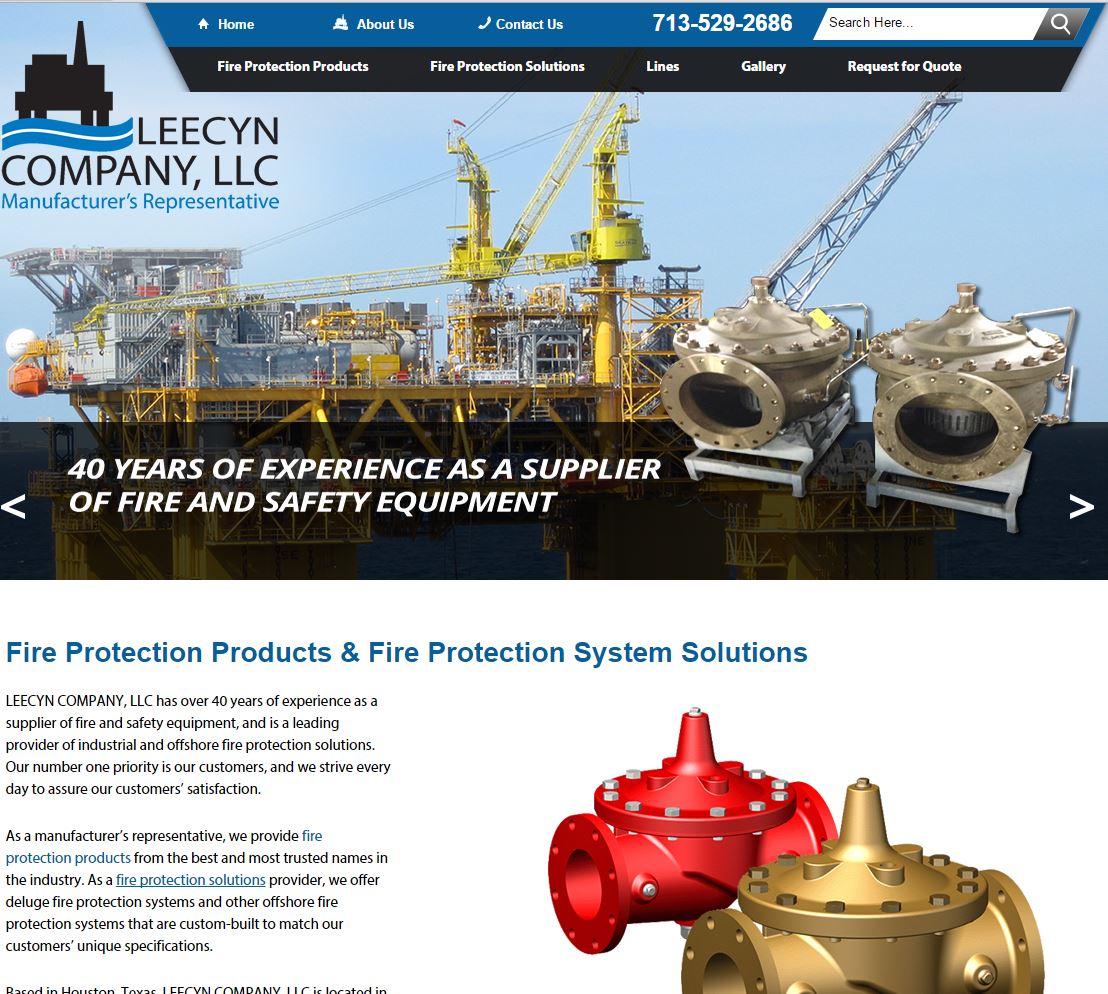 Home
About Us
Contact Us
713-529-2686
Search Here...
Fire Protection Products
Fire Protection Solutions
Lines
Gallery
Request for Quote
LEECYN
COMPANY, LLC
Manufacturer's Representative
40 YEARS OF EXPERIENCE AS A SUPPLIER
OF FIRE AND SAFETY EQUIPMENT
<
>
Fire Protection Products & Fire Protection System Solutions
LEECYN COMPANY, LLC has over 40 years of experience as a
supplier of fire and safety equipment, and is a leading
provider of industrial and offshore fire protection solutions.
Our number one priority is our customers, and we strive every
day to assure our customers' satisfaction.
As a manufacturer's representative, we provide fire
protection products from the best and most trusted names in
the industry. As a fire protection solutions provider, we offer
deluge fire protection systems and other offshore fire
protection systems that are custom-built to match our
customers' unique specifications.
Based in Houston, Texas, LEECYN COMPANY, LLC is located in